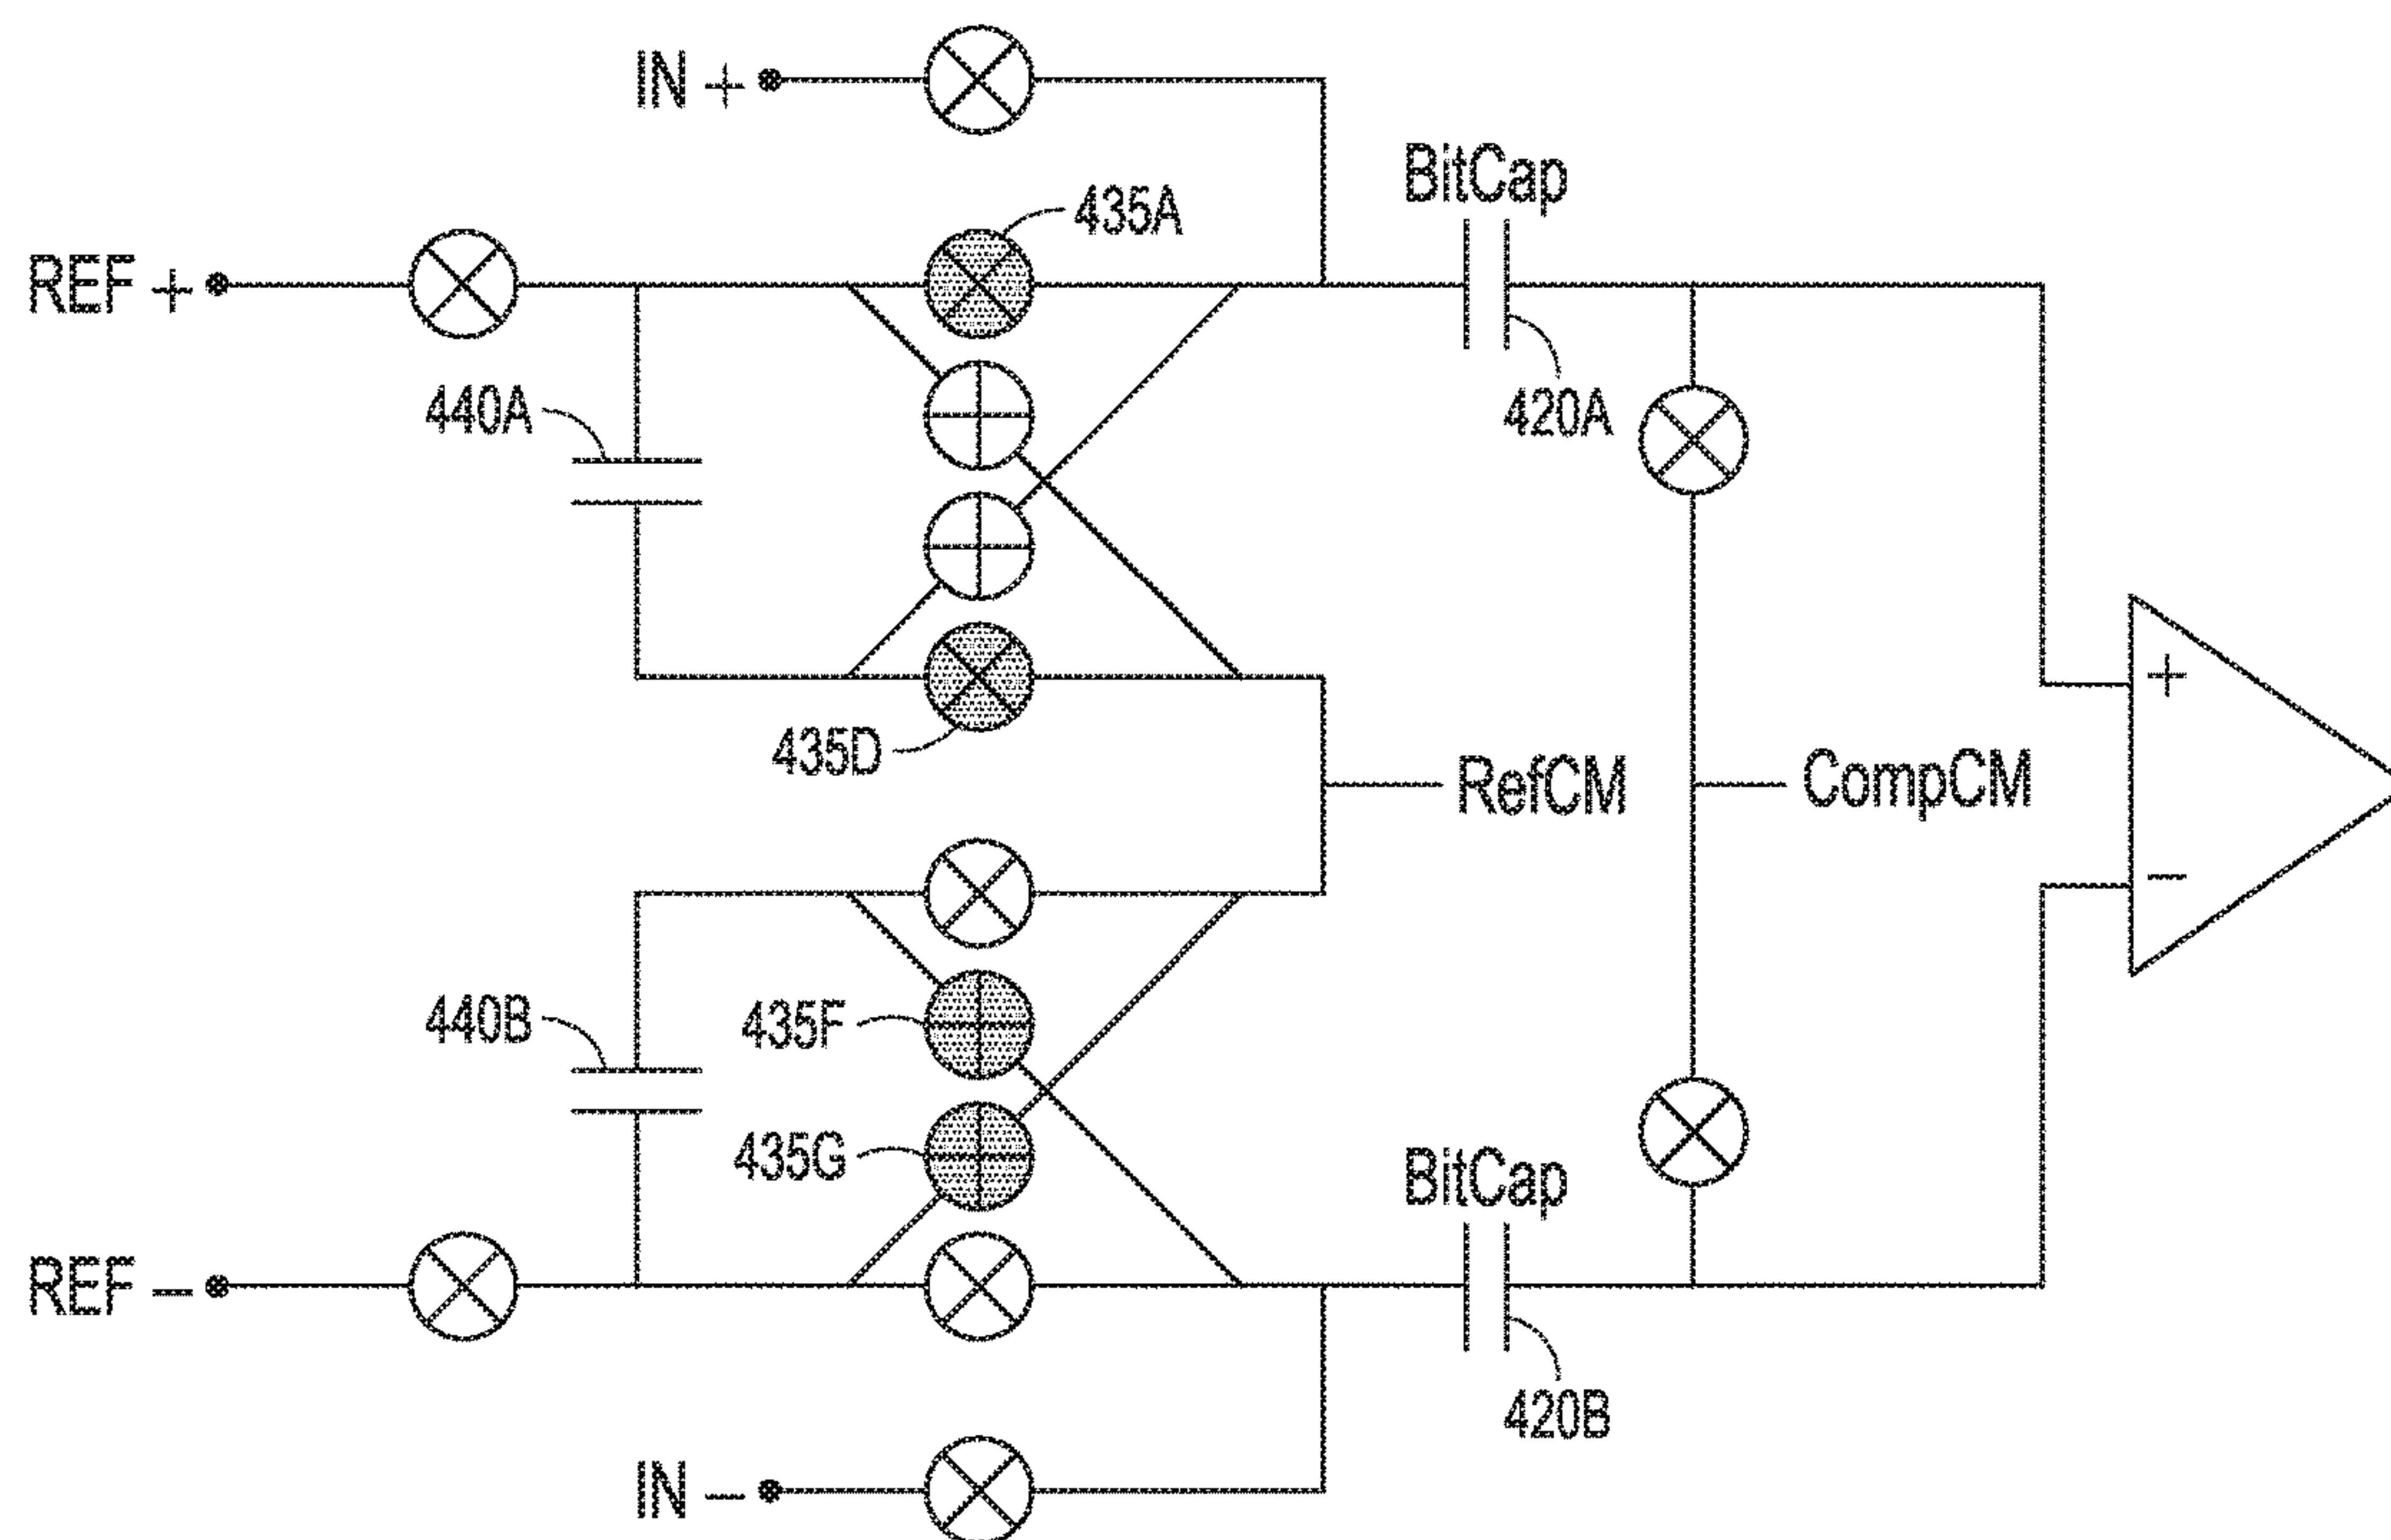 IN +
435A
BitCap
REF +
440A
420A
435D
RefCM
CompCM
+
−
440B
435F
435G
BitCap
REF −
420B
IN −